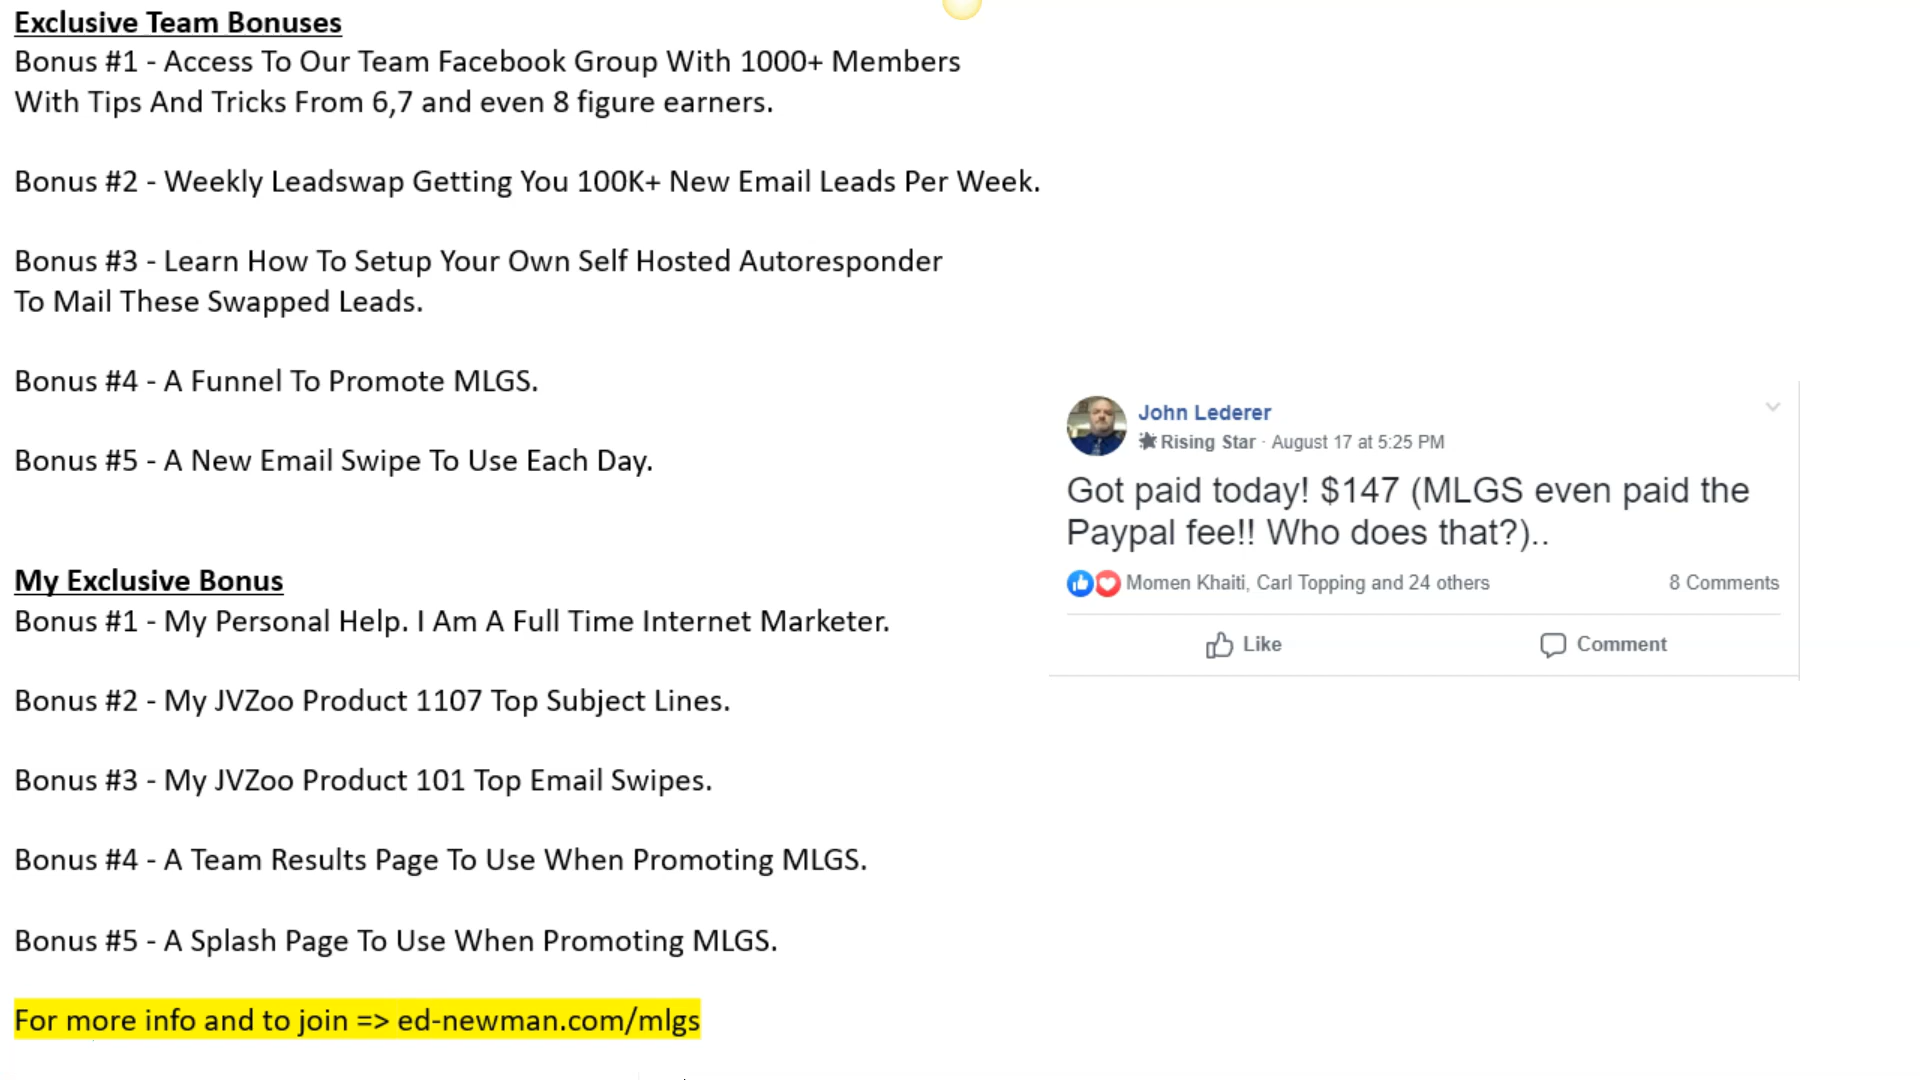 Exclusive Team Bonuses
Bonus #1 - Access To Our Team Facebook Group With 1000+ Members
With Tips And Tricks From 6,7 and even 8 figure earners.
Bonus #2 - Weekly Leadswap Getting You 100K+ New Email Leads Per Week.
Bonus #3 - Learn How To Setup Your Own Self Hosted Autoresponder
To Mail These Swapped Leads.
Bonus #4 - A Funnel To Promote MLGS.
Bonus #5 - A New Email Swipe To Use Each Day.
My Exclusive Bonus
Bonus #1 - My Personal Help. I Am A Full Time Internet Marketer.
Bonus #2 - My JVZoo Product 1107 Top Subject Lines.
Bonus #3 - My JVZoo Product 101 Top Email Swipes.
Bonus #4 - A Team Results Page To Use When Promoting MLGS.
Bonus #5 - A Splash Page To Use When Promoting MLGS.
For more info and to join => ed-newman.com/mlgs
John Lederer
Rising Star · August 17 at 5:25 PM
Got paid today! $147 (MLGS even paid the
Paypal fee!! Who does that?)..
Momen Khaiti, Carl Topping and 24 others 8 Comments
Like Comment